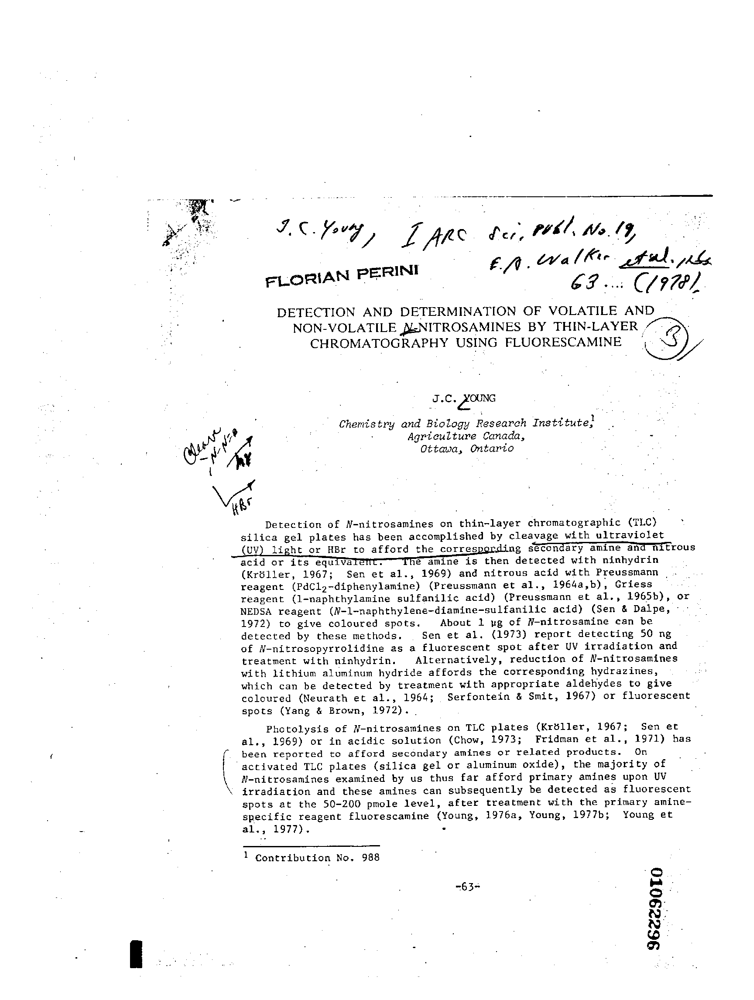 J.C. Young, IARC Sci. Publ. No. 19,
E.A. Walker et al.
63 .... (1978)
FLORIAN PERINI
DETECTION AND DETERMINATION OF VOLATILE AND
NON-VOLATILE N-NITROSAMINES BY THIN-LAYER
CHROMATOGRAPHY USING FLUORESCAMINE
3
J.C. YOUNG
Chemistry and Biology Research Institute,1
Agriculture Canada,
Ottawa, Ontario
Cleave
-N-N=O
HBr
Detection of N-nitrosamines on thin-layer chromatographic (TLC)
silica gel plates has been accomplished by cleavage with ultraviolet
(UV) light or HBr to afford the corresponding secondary amine and nitrous
acid or its equivalent. The amine is then detected with ninhydrin
(Kröller, 1967; Sen et al., 1969) and nitrous acid with Preussmann
reagent (PdCl2-diphenylamine) (Preussmann et al., 1964a,b), Griess
reagent (1-naphthylamine sulfanilic acid) (Preussmann et al., 1965b), or
NEDSA reagent (N-1-naphthylene-diamine-sulfanilic acid) (Sen & Dalpe,
1972) to give coloured spots. About 1 µg of N-nitrosamine can be
detected by these methods. Sen et al. (1973) report detecting 50 ng
of N-nitrosopyrrolidine as a fluorescent spot after UV irradiation and
treatment with ninhydrin. Alternatively, reduction of N-nitrosamines
with lithium aluminum hydride affords the corresponding hydrazines,
which can be detected by treatment with appropriate aldehydes to give
coloured (Neurath et al., 1964; Serfontein & Smit, 1967) or fluorescent
spots (Yang & Brown, 1972).
Photolysis of N-nitrosamines on TLC plates (Kröller, 1967; Sen et
al., 1969) or in acidic solution (Chow, 1973; Fridman et al., 1971) has
been reported to afford secondary amines or related products. On
activated TLC plates (silica gel or aluminum oxide), the majority of
N-nitrosamines examined by us thus far afford primary amines upon UV
irradiation and these amines can subsequently be detected as fluorescent
spots at the 50-200 pmole level, after treatment with the primary amine-
specific reagent fluorescamine (Young, 1976a, Young, 1977b; Young et
al., 1977).
1 Contribution No. 988
-63-
01062296